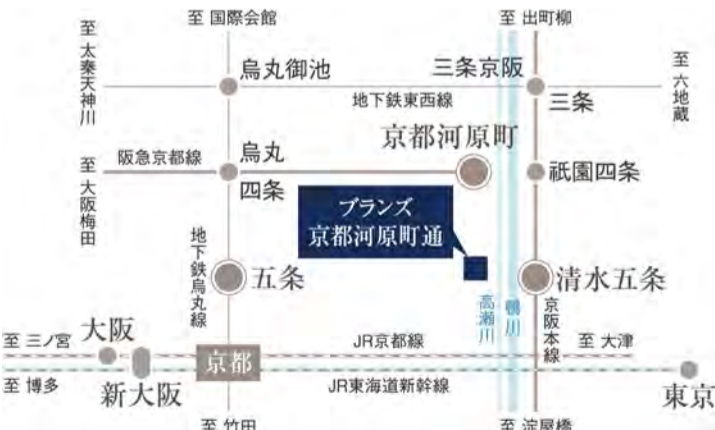 至 国際会館
至 出町柳
至 太秦天神川
烏丸御池
三条京阪
地下鉄東西線
三条
至 六地蔵
京都河原町
阪急京都線
烏丸
四条
祇園四条
至 大阪梅田
ブランズ
京都河原町通
地下鉄烏丸線
五条
清水五条
高瀬川
鴨川
京阪本線
至 三ノ宮
大阪
京都
JR京都線
至 大津
至 博多
新大阪
JR東海道新幹線
東京
至 竹田
至 淀屋橋